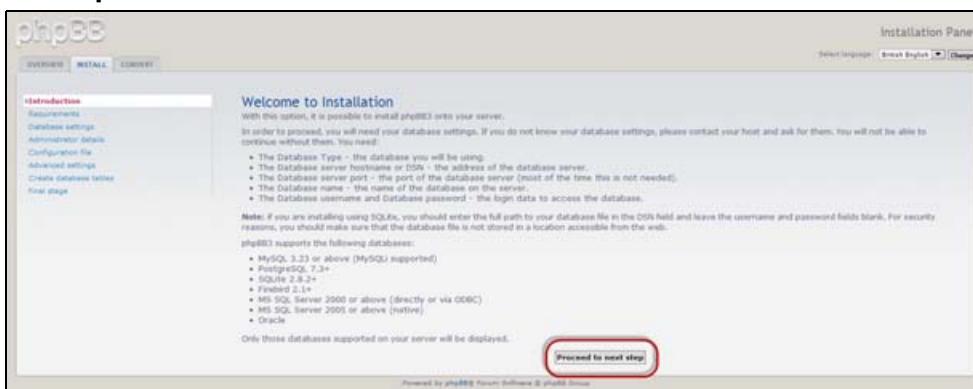 phpBB
Installation Pane
Select language: British English Change
OVERVIEW INSTALL CONVERT
Introduction
Requirements
Database settings
Administrator details
Configuration file
Advanced settings
Create database tables
Final stage
Welcome to Installation
With this option, it is possible to install phpBB3 onto your server.
In order to proceed, you will need your database settings. If you do not know your database settings, please contact your host and ask for them. You will not be able to
continue without them. You need:
• The Database Type - the database you will be using.
• The Database server hostname or DSN - the address of the database server.
• The Database server port - the port of the database server (most of the time this is not needed).
• The Database name - the name of the database on the server.
• The Database username and Database password - the login data to access the database.
Note: if you are installing using SQLite, you should enter the full path to your database file in the DSN field and leave the username and password fields blank. For security
reasons, you should make sure that the database file is not stored in a location accessible from the web.
phpBB3 supports the following databases:
• MySQL 3.23 or above (MySQLi supported)
• PostgreSQL 7.3+
• SQLite 2.8.2+
• Firebird 2.1+
• MS SQL Server 2000 or above (directly or via ODBC)
• MS SQL Server 2005 or above (native)
• Oracle
Only those databases supported on your server will be displayed.
Proceed to next step
Powered by phpBB® Forum Software © phpBB Group